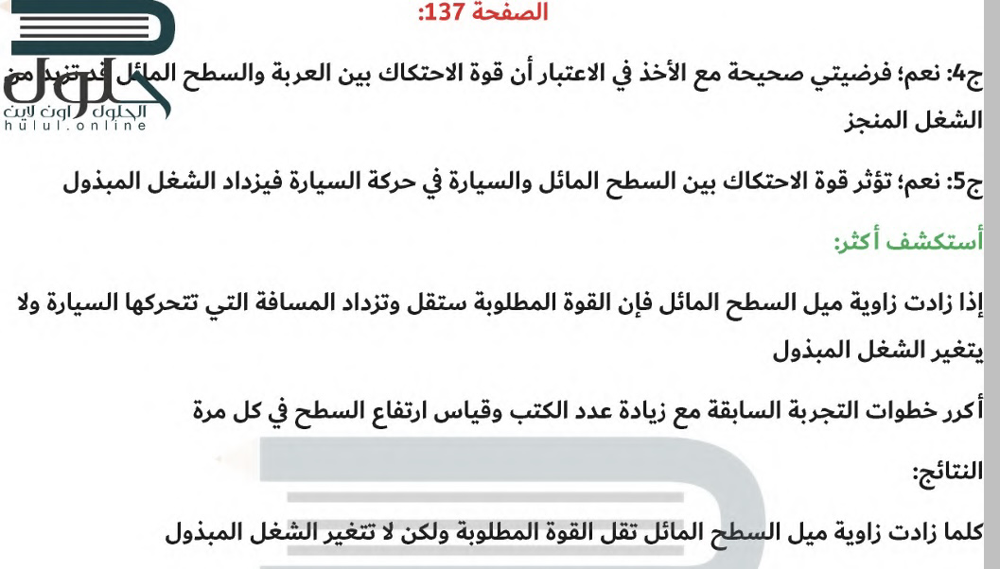 الصفحة 137:
حلول
الحلول اون لاين
hulul.online
ج4: نعم؛ فرضيتي صحيحة مع الأخذ في الاعتبار أن قوة الاحتكاك بين العربة والسطح المائل قد تزيد من
الشغل المنجز
ج5: نعم؛ تؤثر قوة الاحتكاك بين السطح المائل والسيارة في حركة السيارة فيزداد الشغل المبذول
أستكشف أكثر:
إذا زادت زاوية ميل السطح المائل فإن القوة المطلوبة ستقل وتزداد المسافة التي تتحركها السيارة ولا
يتغير الشغل المبذول
أكرر خطوات التجربة السابقة مع زيادة عدد الكتب وقياس ارتفاع السطح في كل مرة
النتائج:
كلما زادت زاوية ميل السطح المائل تقل القوة المطلوبة ولكن لا تتغير الشغل المبذول